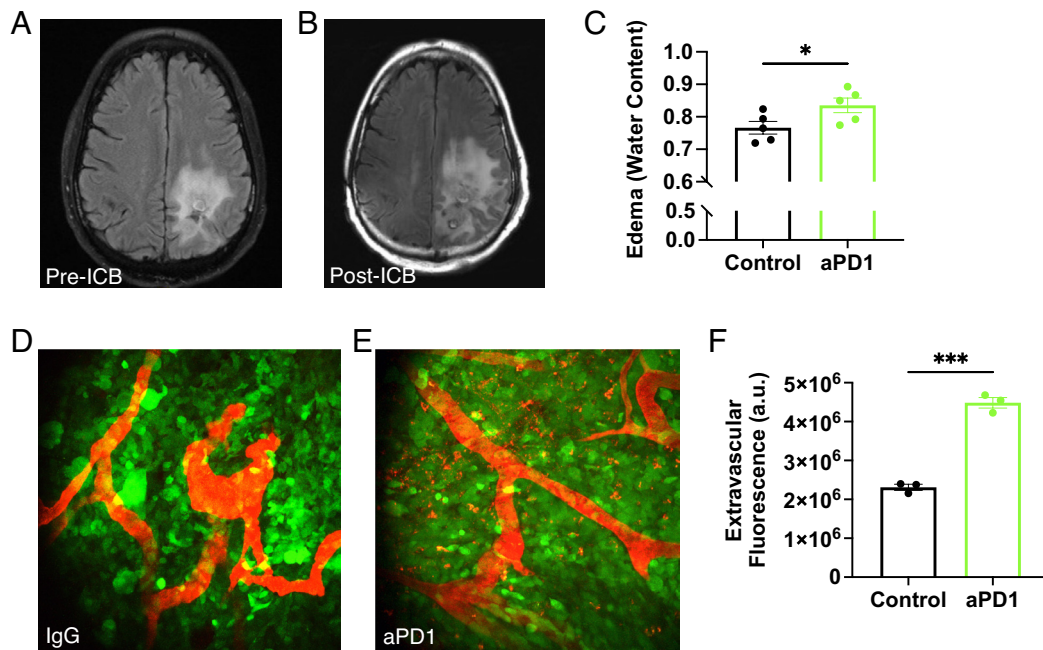 A
Pre-ICB
B
Post-ICB
C
Edema (Water Content)
1.0
0.9
0.8
0.7
0.6
0.5
0.0
*
Control
aPD1
D
IgG
E
aPD1
F
Extravascular
Fluorescence (a.u.)
5×10⁶
4×10⁶
3×10⁶
2×10⁶
1×10⁶
0
***
Control
aPD1